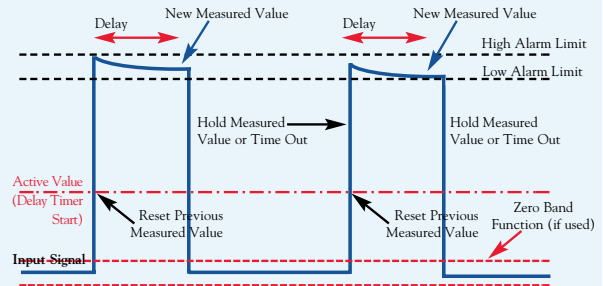 Delay
New Measured Value
Delay
New Measured Value
High Alarm Limit
Low Alarm Limit
Hold Measured
Value or Time Out
Hold Measured
Value or Time Out
Active Value
(Delay Timer
Start)
Reset Previous
Measured Value
Reset Previous
Measured Value
Zero Band
Function (if used)
Input Signal